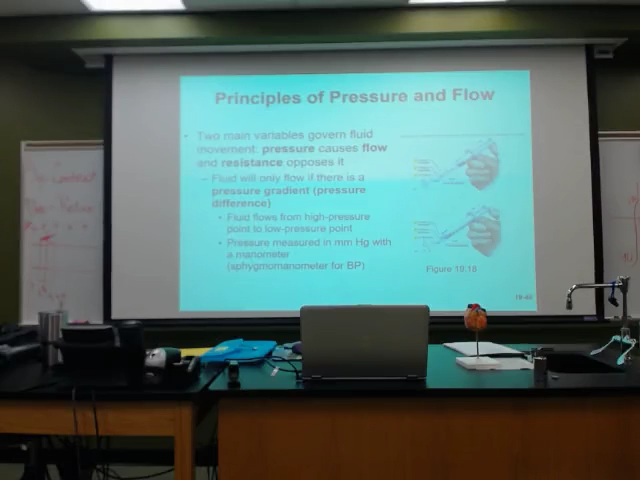 Principles of Pressure and Flow
• Two main variables govern fluid
movement: pressure causes flow
and resistance opposes it
– Fluid will only flow if there is a
pressure gradient (pressure
difference)
• Fluid flows from high-pressure
point to low-pressure point
• Pressure measured in mm Hg with
a manometer
(sphygmomanometer for BP)
Figure 19.18
19-40